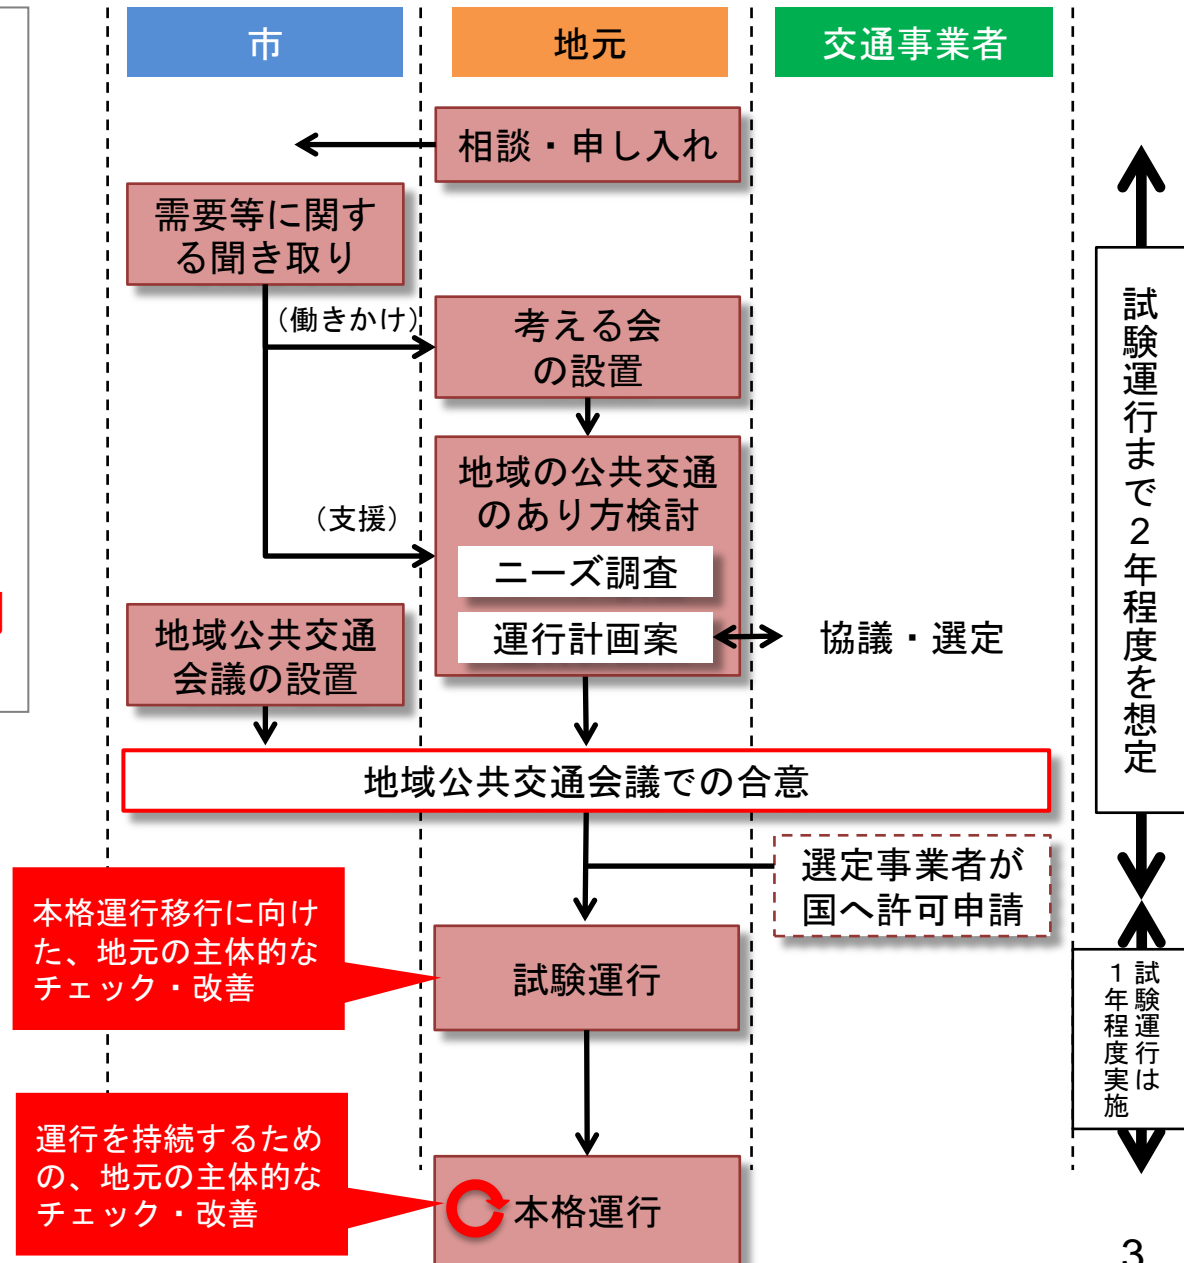 市
地元
交通事業者
相談・申し入れ
需要等に関す
る聞き取り
（働きかけ）
考える会
の設置
地域の公共交通
のあり方検討
（支援）
ニーズ調査
運行計画案
協議・選定
地域公共交通
会議の設置
地域公共交通会議での合意
選定事業者が
国へ許可申請
本格運行移行に向け
た、地元の主体的な
チェック・改善
試験運行
運行を持続するため
の、地元の主体的な
チェック・改善
本格運行
試験運行まで２年程度を想定
試験運行は
１年程度実施
3